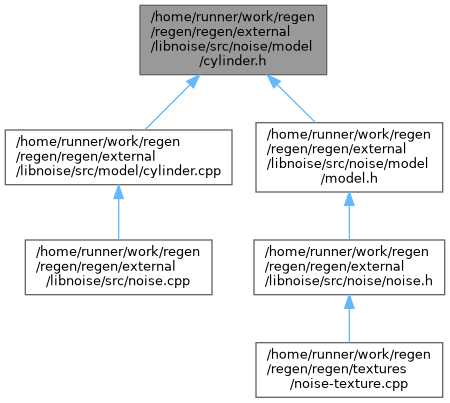 /home/runner/work/regen
/regen/regen/external
/libnoise/src/noise/model
/cylinder.h
/home/runner/work/regen
/regen/regen/external
/libnoise/src/model/cylinder.cpp
/home/runner/work/regen
/regen/regen/external
/libnoise/src/noise/model
/model.h
/home/runner/work/regen
/regen/regen/external
/libnoise/src/noise.cpp
/home/runner/work/regen
/regen/regen/external
/libnoise/src/noise/noise.h
/home/runner/work/regen
/regen/regen/textures
/noise-texture.cpp